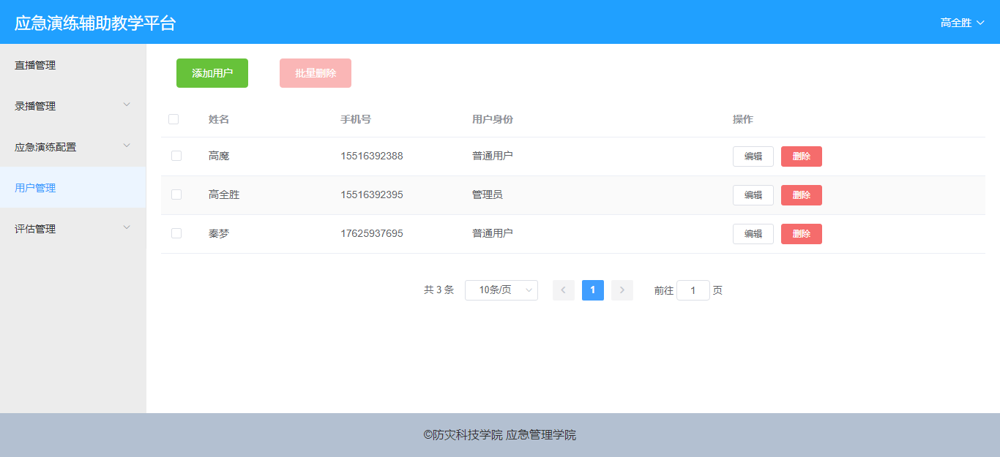 应急演练辅助教学平台
高全胜
直播管理
录播管理
应急演练配置
用户管理
评估管理
添加用户 批量删除
姓名 手机号 用户身份 操作
高魔 15516392388 普通用户 编辑 删除
高全胜 15516392395 管理员 编辑 删除
秦梦 17625937695 普通用户 编辑 删除
共 3 条 10条/页 1 前往 1 页
©防灾科技学院 应急管理学院